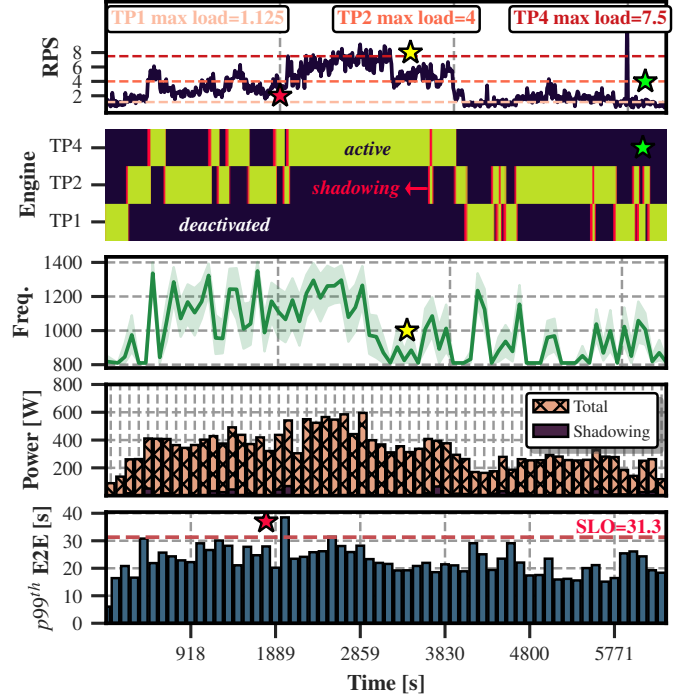 TP1 max load=1.125 TP2 max load=4 TP4 max load=7.5
RPS
8
6
4
2
Engine
TP4
TP2
TP1
active
shadowing
deactivated
Freq.
1400
1200
1000
800
Power [W]
800
600
400
200
Total
Shadowing
p99th E2E [s]
40
30
20
10
0
SLO=31.3
918 1889 2859 3830 4800 5771
Time [s]